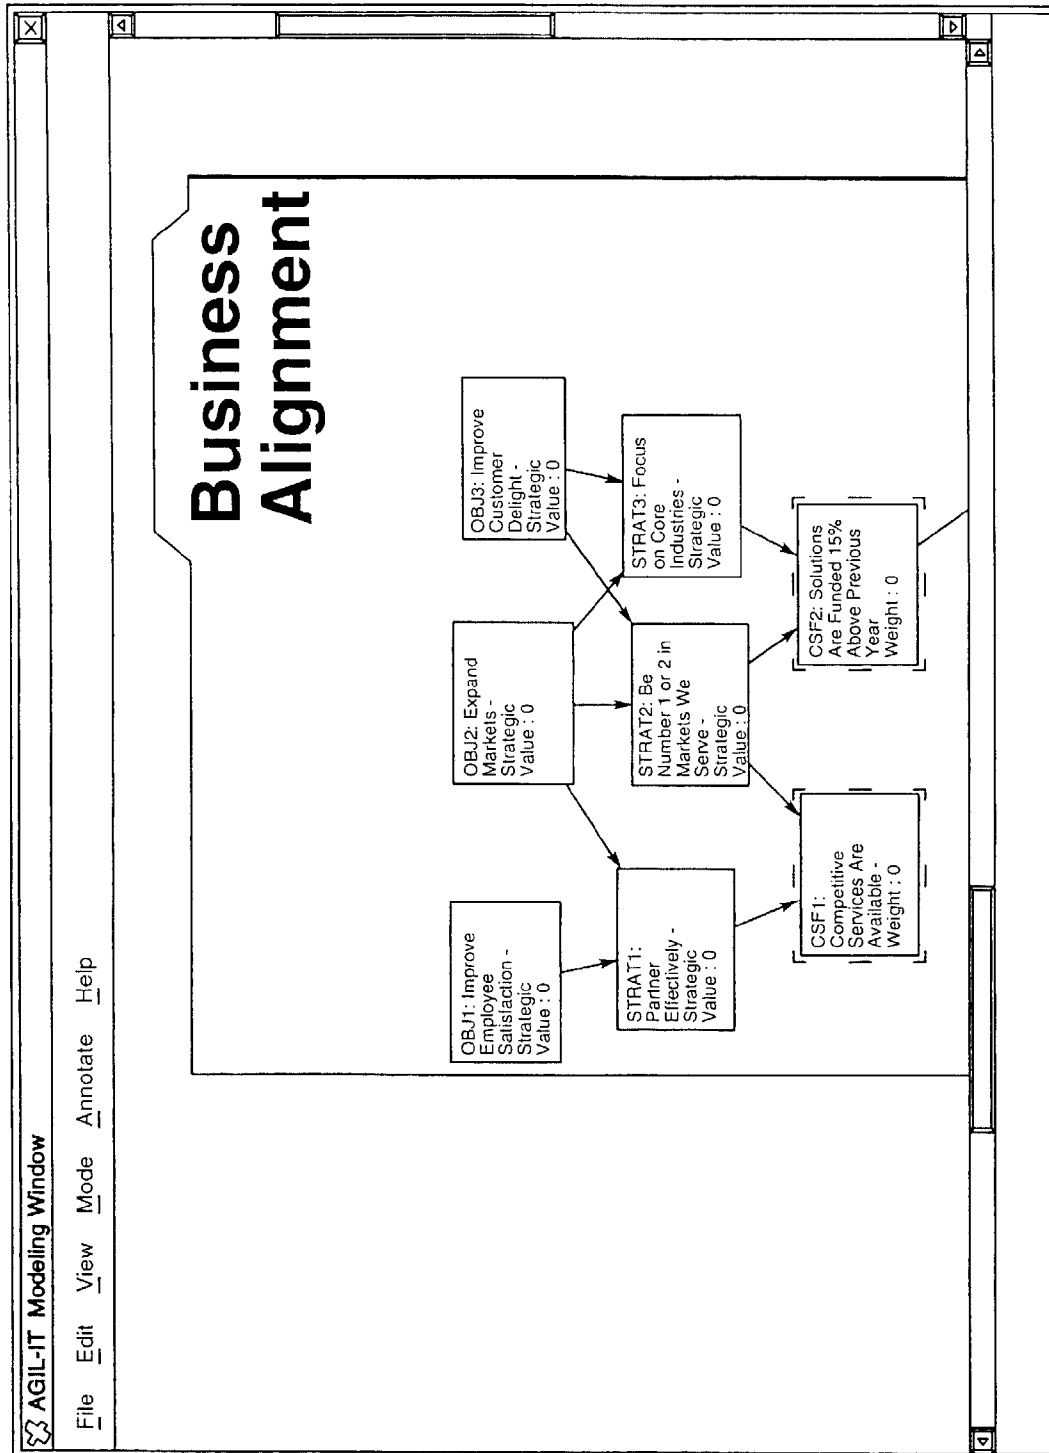 AGIL-IT Modeling Window
File Edit View Mode Annotate Help
Business
Alignment
OBJ1: Improve
Employee
Satisfaction -
Strategic
Value : 0
OBJ2: Expand
Markets -
Strategic
Value : 0
OBJ3: Improve
Customer
Delight -
Strategic
Value : 0
STRAT1:
Partner
Effectively -
Strategic
Value : 0
STRAT2: Be
Number 1 or 2 in
Markets We
Serve -
Strategic
Value : 0
STRAT3: Focus
on Core
Industries -
Strategic
Value : 0
CSF1:
Competitive
Services Are
Available -
Weight : 0
CSF2: Solutions
Are Funded 15%
Above Previous
Year
Weight : 0